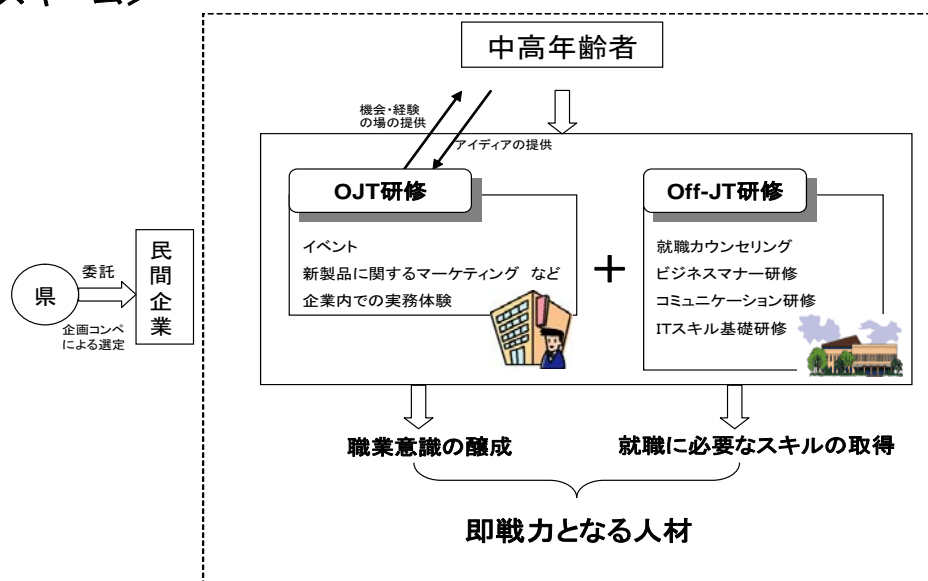 中高年齢者
機会・経験
の場の提供
アイディアの提供
OJT研修
イベント
新製品に関するマーケティング など
企業内での実務体験
+
Off-JT研修
就職カウンセリング
ビジネスマナー研修
コミュニケーション研修
ITスキル基礎研修
県
委託
企画コンペ
による選定
民間企業
職業意識の醸成
就職に必要なスキルの取得
即戦力となる人材